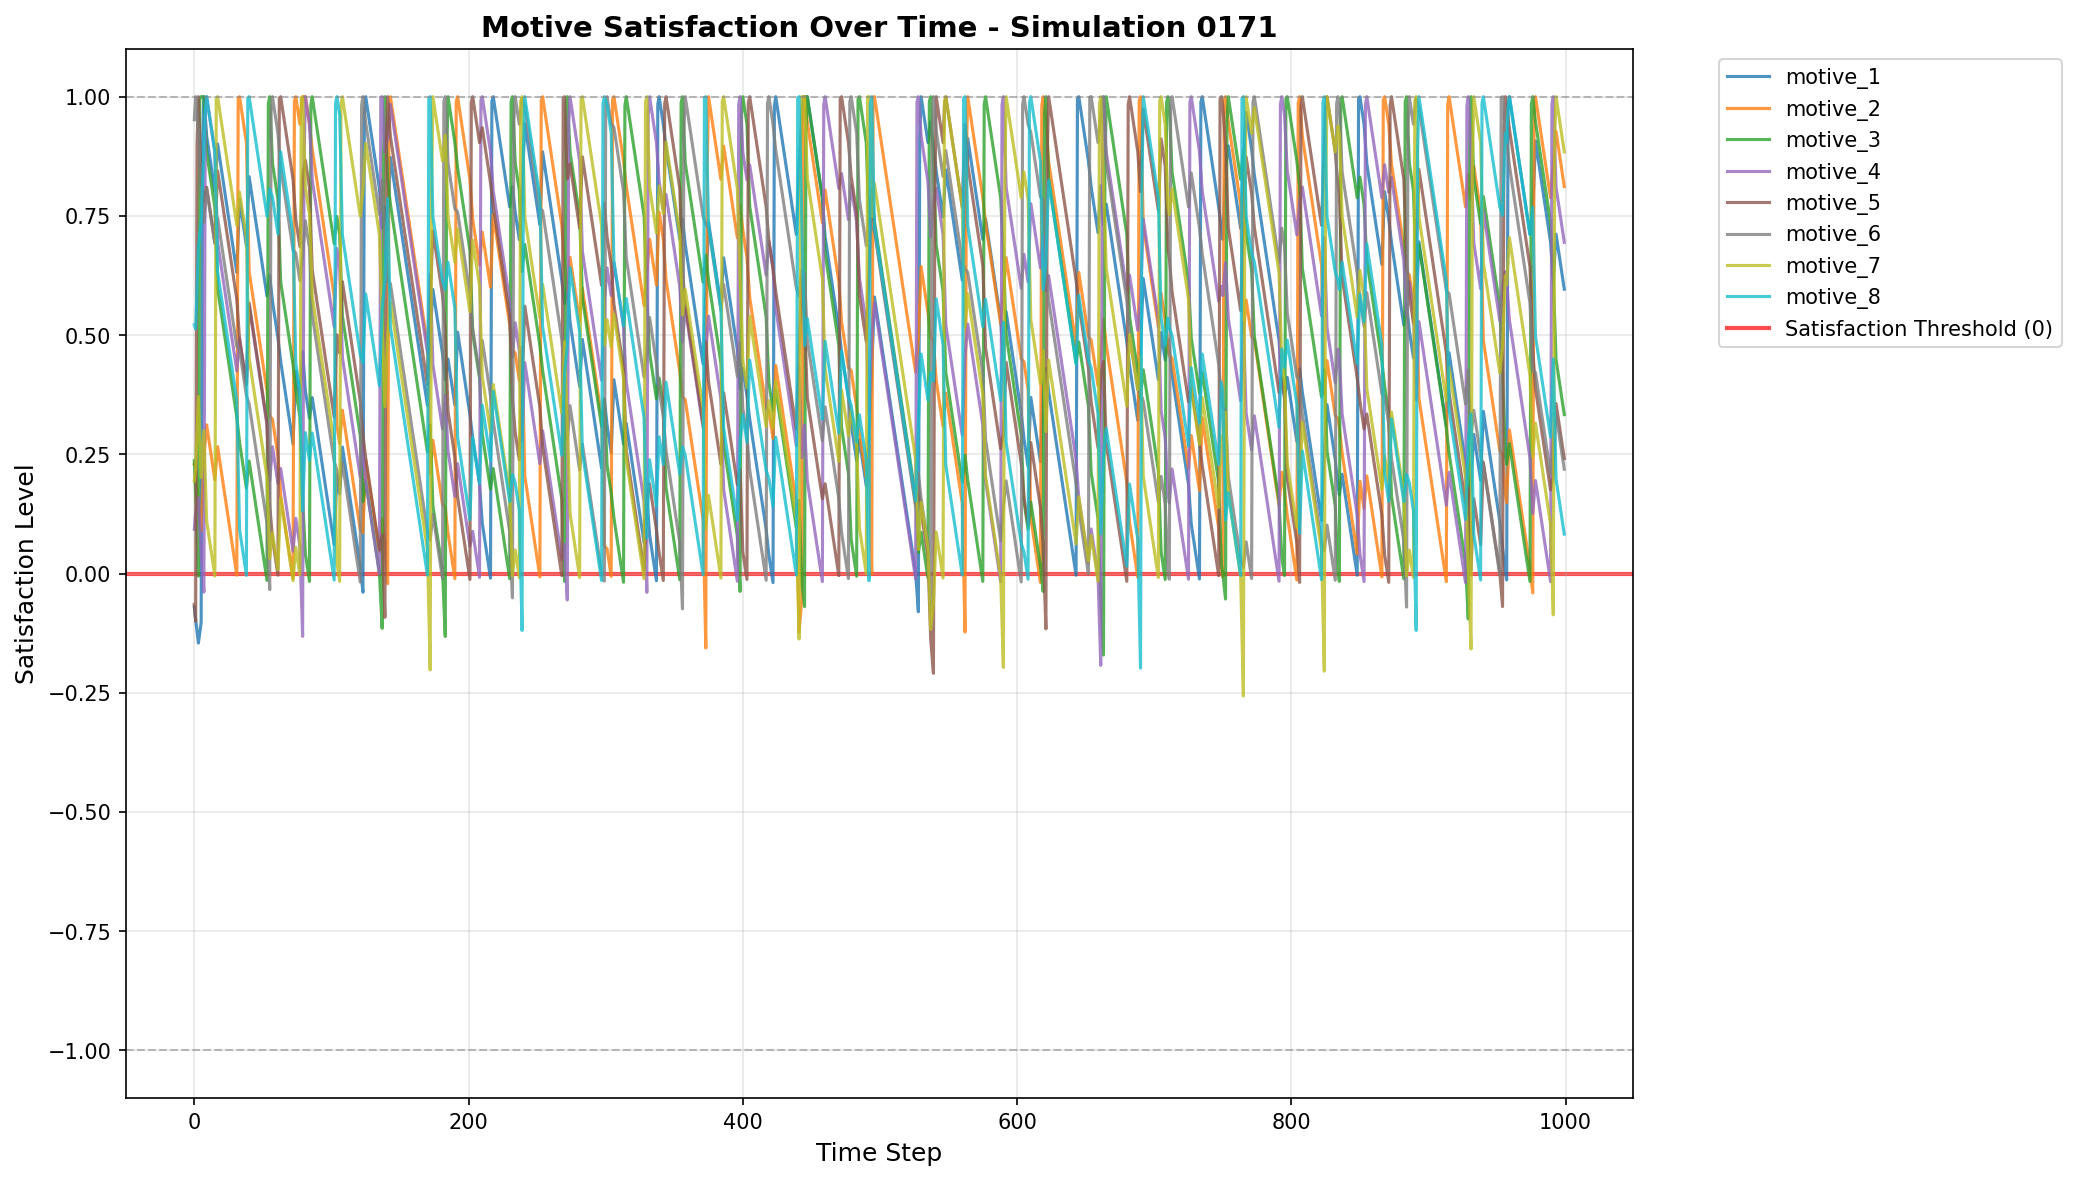 Motive Satisfaction Over Time - Simulation 0171
1.00
0.75
0.50
0.25
0.00
−0.25
−0.50
−0.75
−1.00
Satisfaction Level
0
200
400
600
800
1000
Time Step
motive_1
motive_2
motive_3
motive_4
motive_5
motive_6
motive_7
motive_8
Satisfaction Threshold (0)